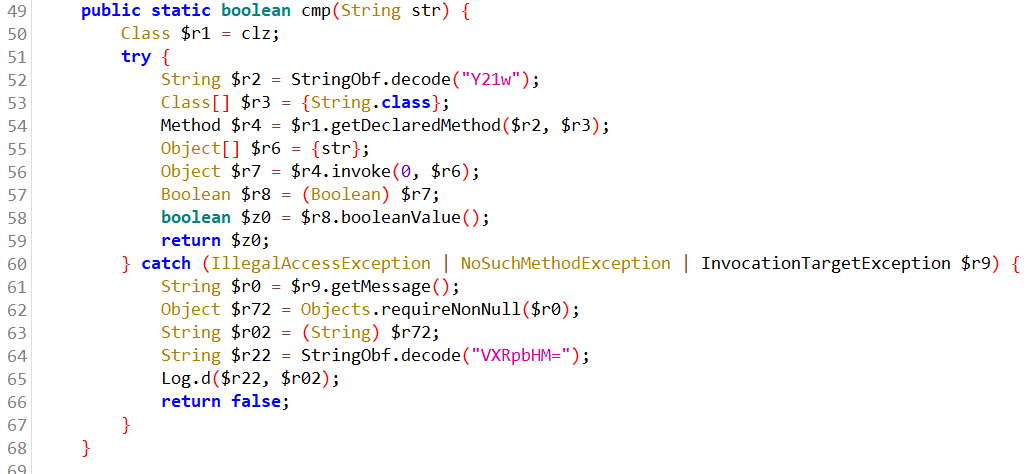 49 public static boolean cmp(String str) {
50 Class $r1 = clz;
51 try {
52 String $r2 = StringObf.decode("Y21w");
53 Class[] $r3 = {String.class};
54 Method $r4 = $r1.getDeclaredMethod($r2, $r3);
55 Object[] $r6 = {str};
56 Object $r7 = $r4.invoke(0, $r6);
57 Boolean $r8 = (Boolean) $r7;
58 boolean $z0 = $r8.booleanValue();
59 return $z0;
60 } catch (IllegalAccessException | NoSuchMethodException | InvocationTargetException $r9) {
61 String $r0 = $r9.getMessage();
62 Object $r72 = Objects.requireNonNull($r0);
63 String $r02 = (String) $r72;
64 String $r22 = StringObf.decode("VXRpbHM=");
65 Log.d($r22, $r02);
66 return false;
67 }
68 }
69